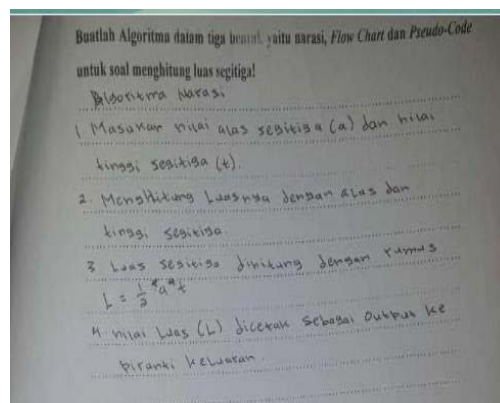 Buatlah Algoritma dalam tiga bentuk yaitu narasi, Flow Chart dan Pseudo-Code
untuk soal menghitung luas segitiga!
Algoritma Narasi
1. Masukan nilai alas segitiga (a) dan nilai
tinggi segitiga (t).
2. Menghitung Luasnya dengan alas dan
tinggi segitiga.
3 Luas segitiga dihitung dengan rumus
L = 1/2 * a * t
4. nilai Luas (L) dicetak sebagai output ke
piranti keluaran.